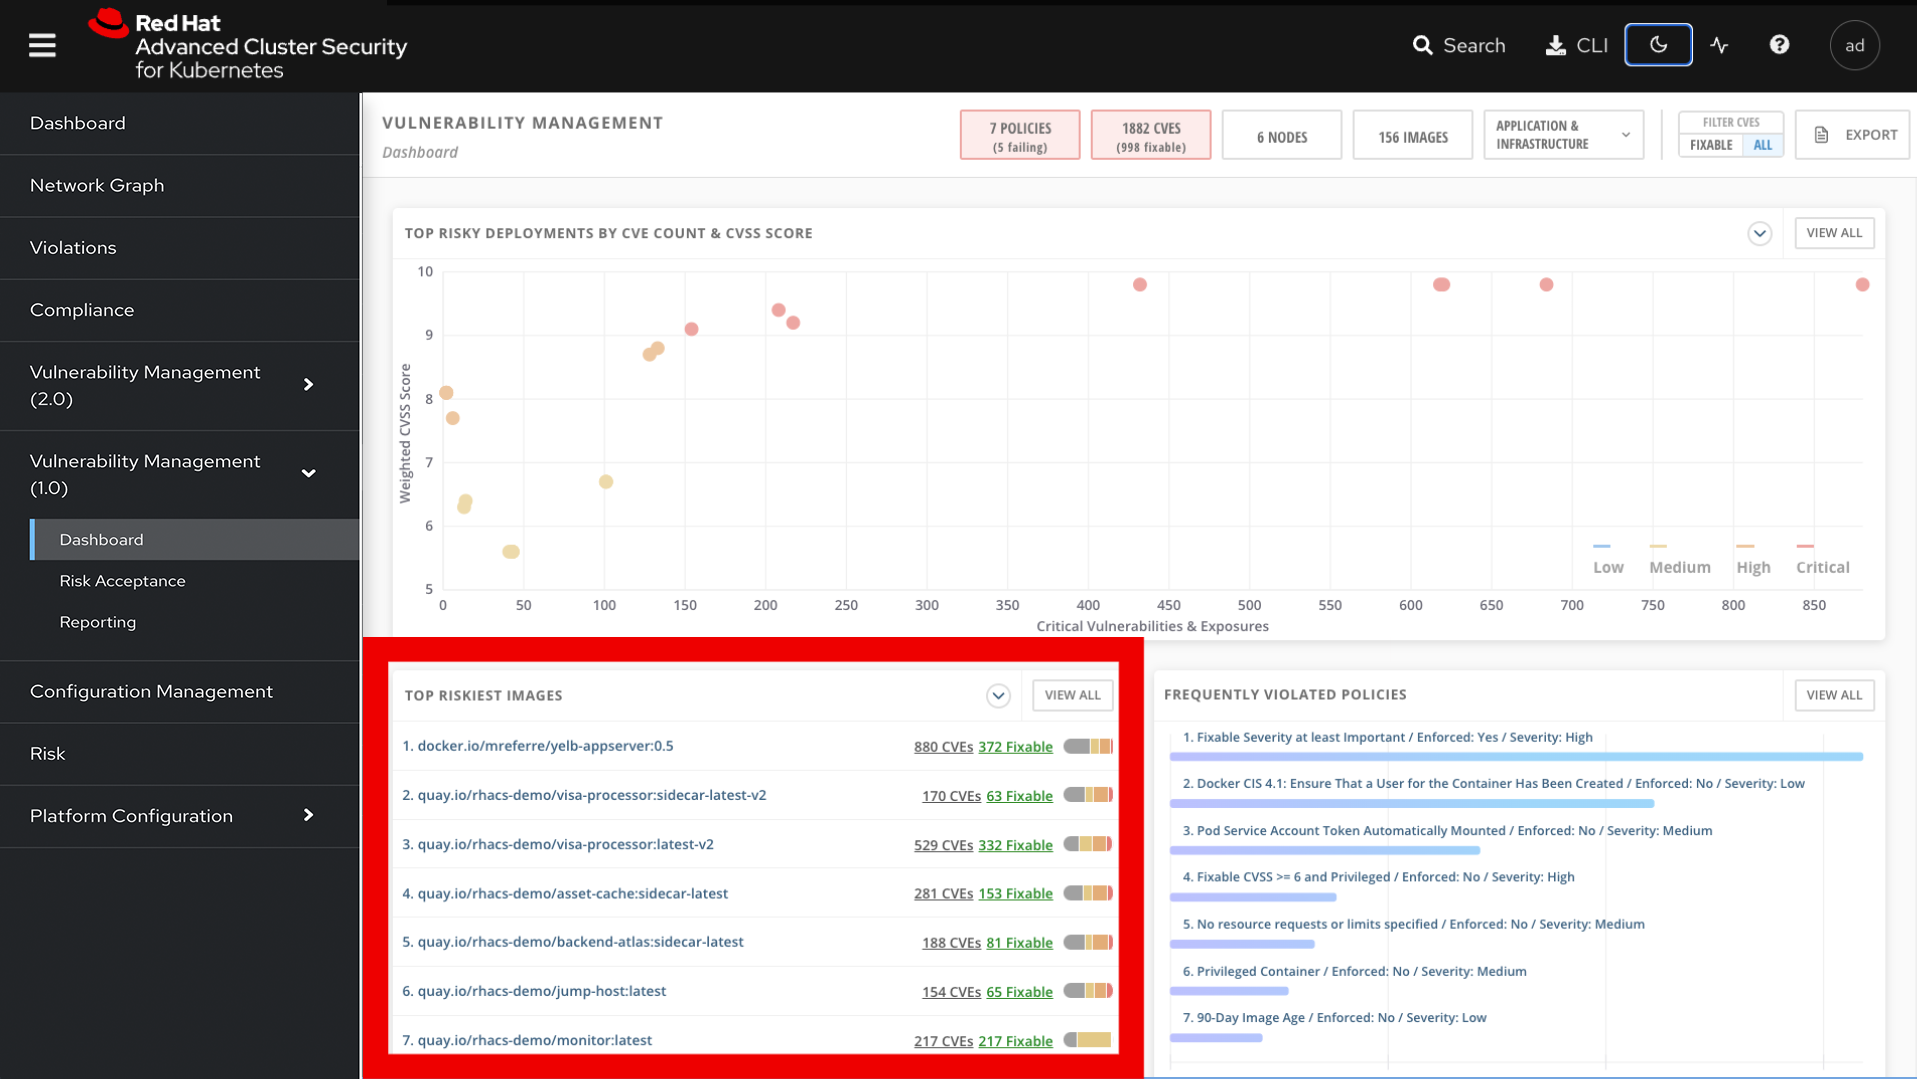 Red Hat
Advanced Cluster Security
for Kubernetes
Search
CLI
ad
Dashboard
Network Graph
Violations
Compliance
Vulnerability Management
(2.0)
Vulnerability Management
(1.0)
Dashboard
Risk Acceptance
Reporting
Configuration Management
Risk
Platform Configuration
VULNERABILITY MANAGEMENT
Dashboard
7 POLICIES
(5 failing)
1882 CVES
(998 fixable)
6 NODES
156 IMAGES
APPLICATION &
INFRASTRUCTURE
FILTER CVES
FIXABLE ALL
EXPORT
TOP RISKY DEPLOYMENTS BY CVE COUNT & CVSS SCORE
VIEW ALL
Weighted CVSS Score
10
9
8
7
6
5
0 50 100 150 200 250 300 350 400 450 500 550 600 650 700 750 800 850
Critical Vulnerabilities & Exposures
Low Medium High Critical
TOP RISKIEST IMAGES
VIEW ALL
1. docker.io/mreferre/yelb-appserver:0.5 880 CVEs 372 Fixable
2. quay.io/rhacs-demo/visa-processor:sidecar-latest-v2 170 CVEs 63 Fixable
3. quay.io/rhacs-demo/visa-processor:latest-v2 529 CVEs 332 Fixable
4. quay.io/rhacs-demo/asset-cache:sidecar-latest 281 CVEs 153 Fixable
5. quay.io/rhacs-demo/backend-atlas:sidecar-latest 188 CVEs 81 Fixable
6. quay.io/rhacs-demo/jump-host:latest 154 CVEs 65 Fixable
7. quay.io/rhacs-demo/monitor:latest 217 CVEs 217 Fixable
FREQUENTLY VIOLATED POLICIES
VIEW ALL
1. Fixable Severity at least Important / Enforced: Yes / Severity: High
2. Docker CIS 4.1: Ensure That a User for the Container Has Been Created / Enforced: No / Severity: Low
3. Pod Service Account Token Automatically Mounted / Enforced: No / Severity: Medium
4. Fixable CVSS >= 6 and Privileged / Enforced: No / Severity: High
5. No resource requests or limits specified / Enforced: No / Severity: Medium
6. Privileged Container / Enforced: No / Severity: Medium
7. 90-Day Image Age / Enforced: No / Severity: Low